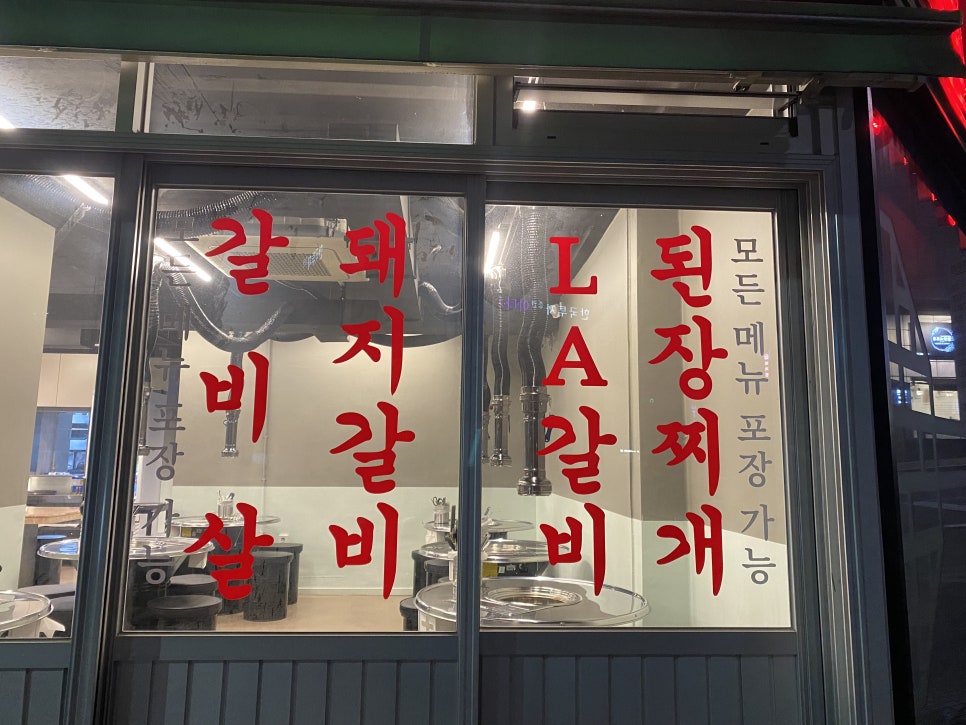 갈비살
돼지갈비
LA갈비
된장찌개
모든 메뉴 포장 가능